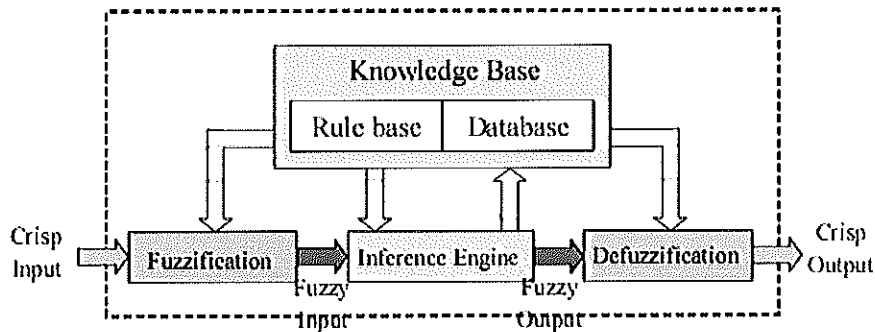 Knowledge Base
Rule base
Database
Crisp
Input
Fuzzification
Fuzzy
Input
Inference Engine
Fuzzy
Output
Defuzzification
Crisp
Output